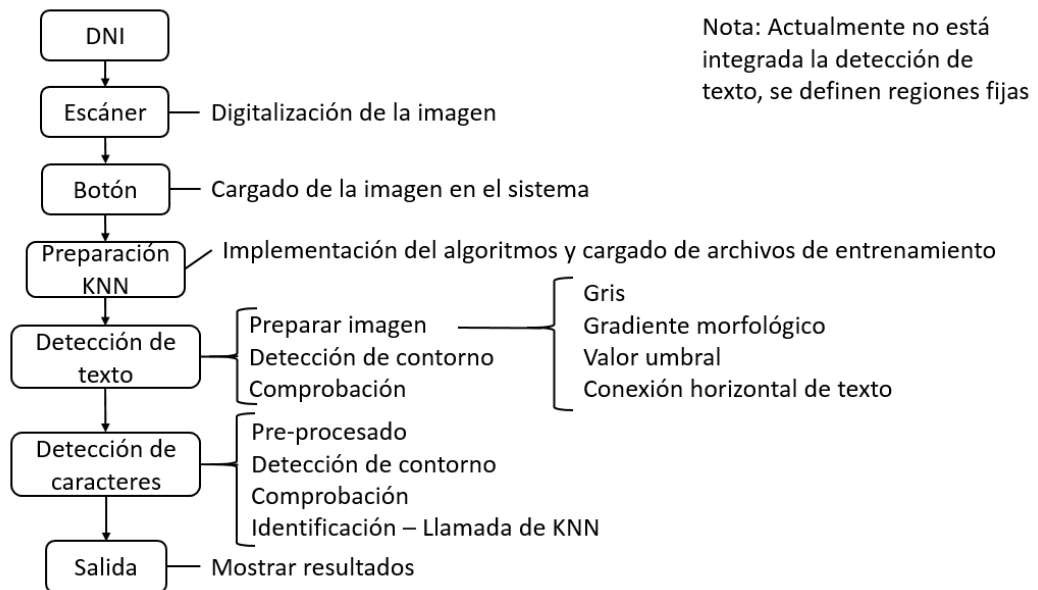 DNI
Nota: Actualmente no está
integrada la detección de
texto, se definen regiones fijas
Escáner
Digitalización de la imagen
Botón
Cargado de la imagen en el sistema
Preparación
KNN
Implementación del algoritmos y cargado de archivos de entrenamiento
Detección de
texto
Preparar imagen
Detección de contorno
Comprobación
Gris
Gradiente morfológico
Valor umbral
Conexión horizontal de texto
Detección de
caracteres
Pre-procesado
Detección de contorno
Comprobación
Identificación – Llamada de KNN
Salida
Mostrar resultados